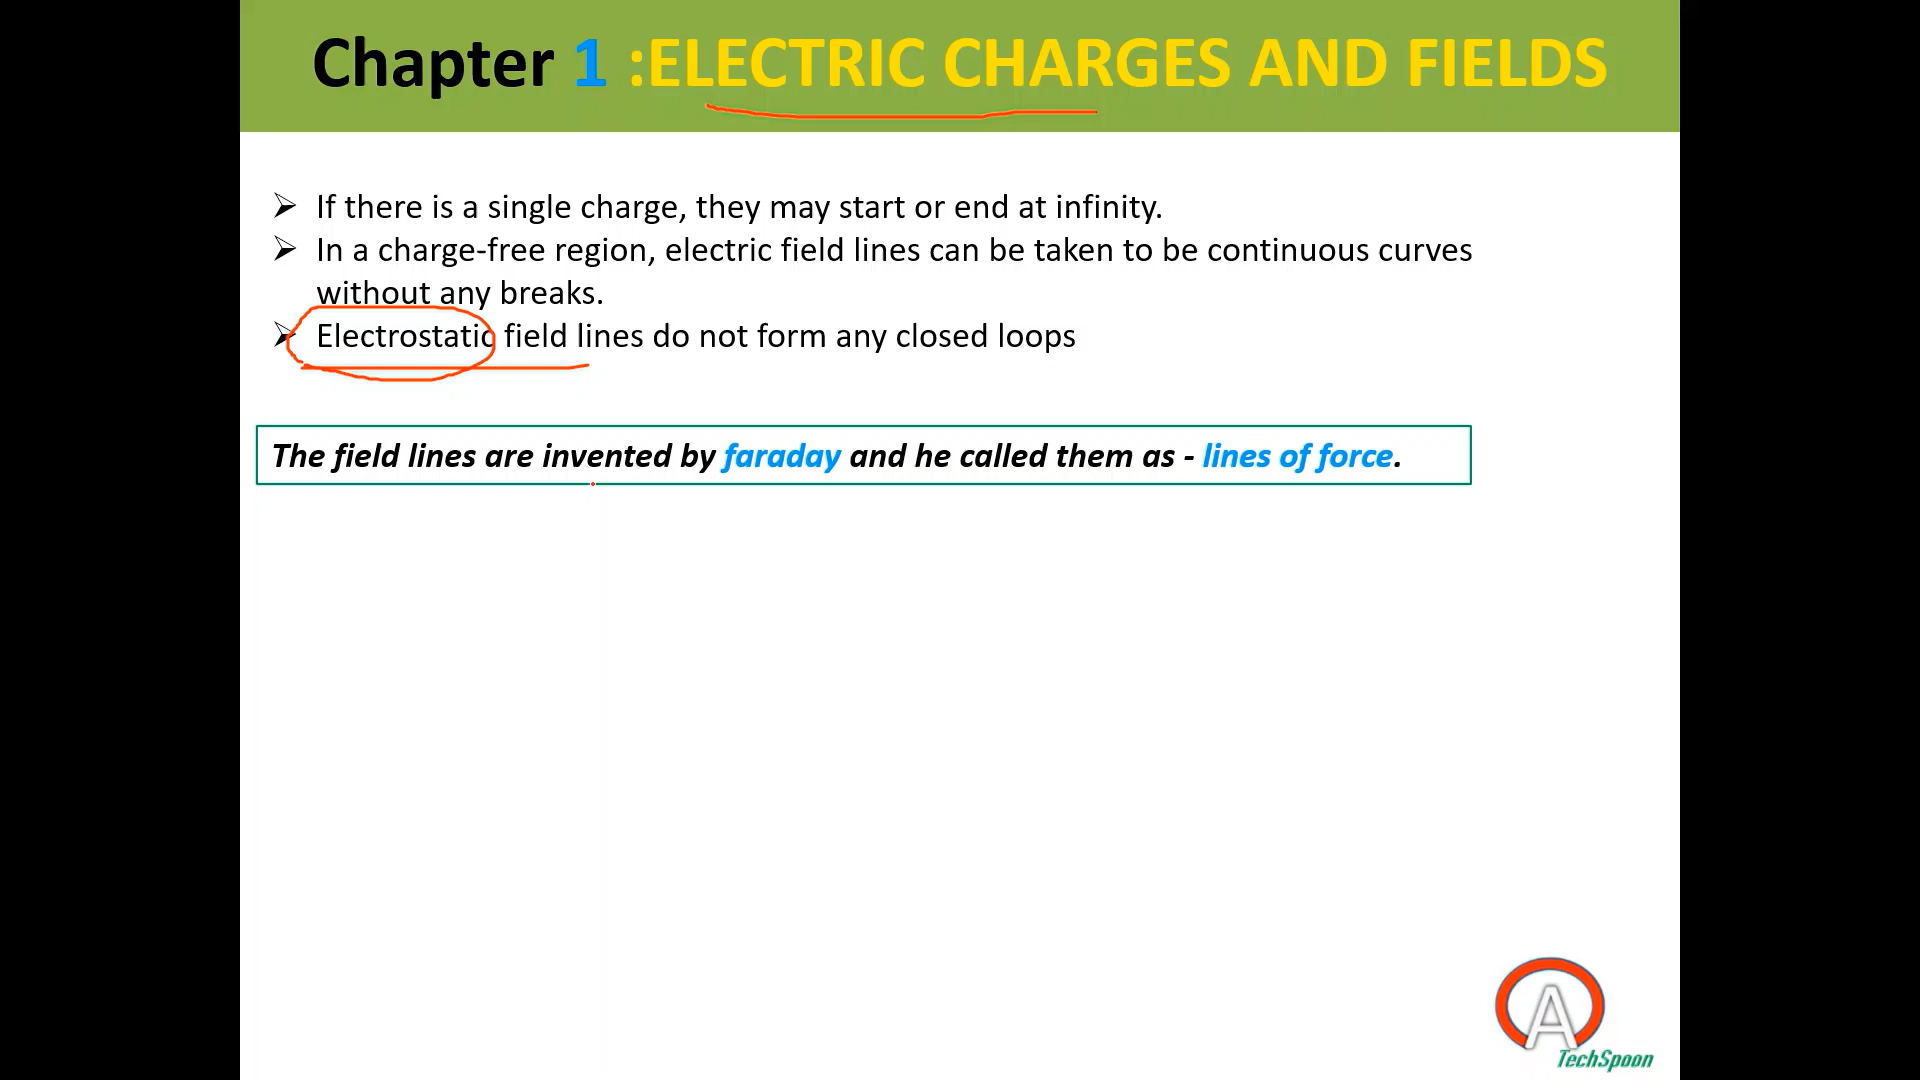 Chapter 1 :ELECTRIC CHARGES AND FIELDS
If there is a single charge, they may start or end at infinity.
In a charge-free region, electric field lines can be taken to be continuous curves
without any breaks.
Electrostatic field lines do not form any closed loops
The field lines are invented by faraday and he called them as - lines of force.
A
TechSpoon